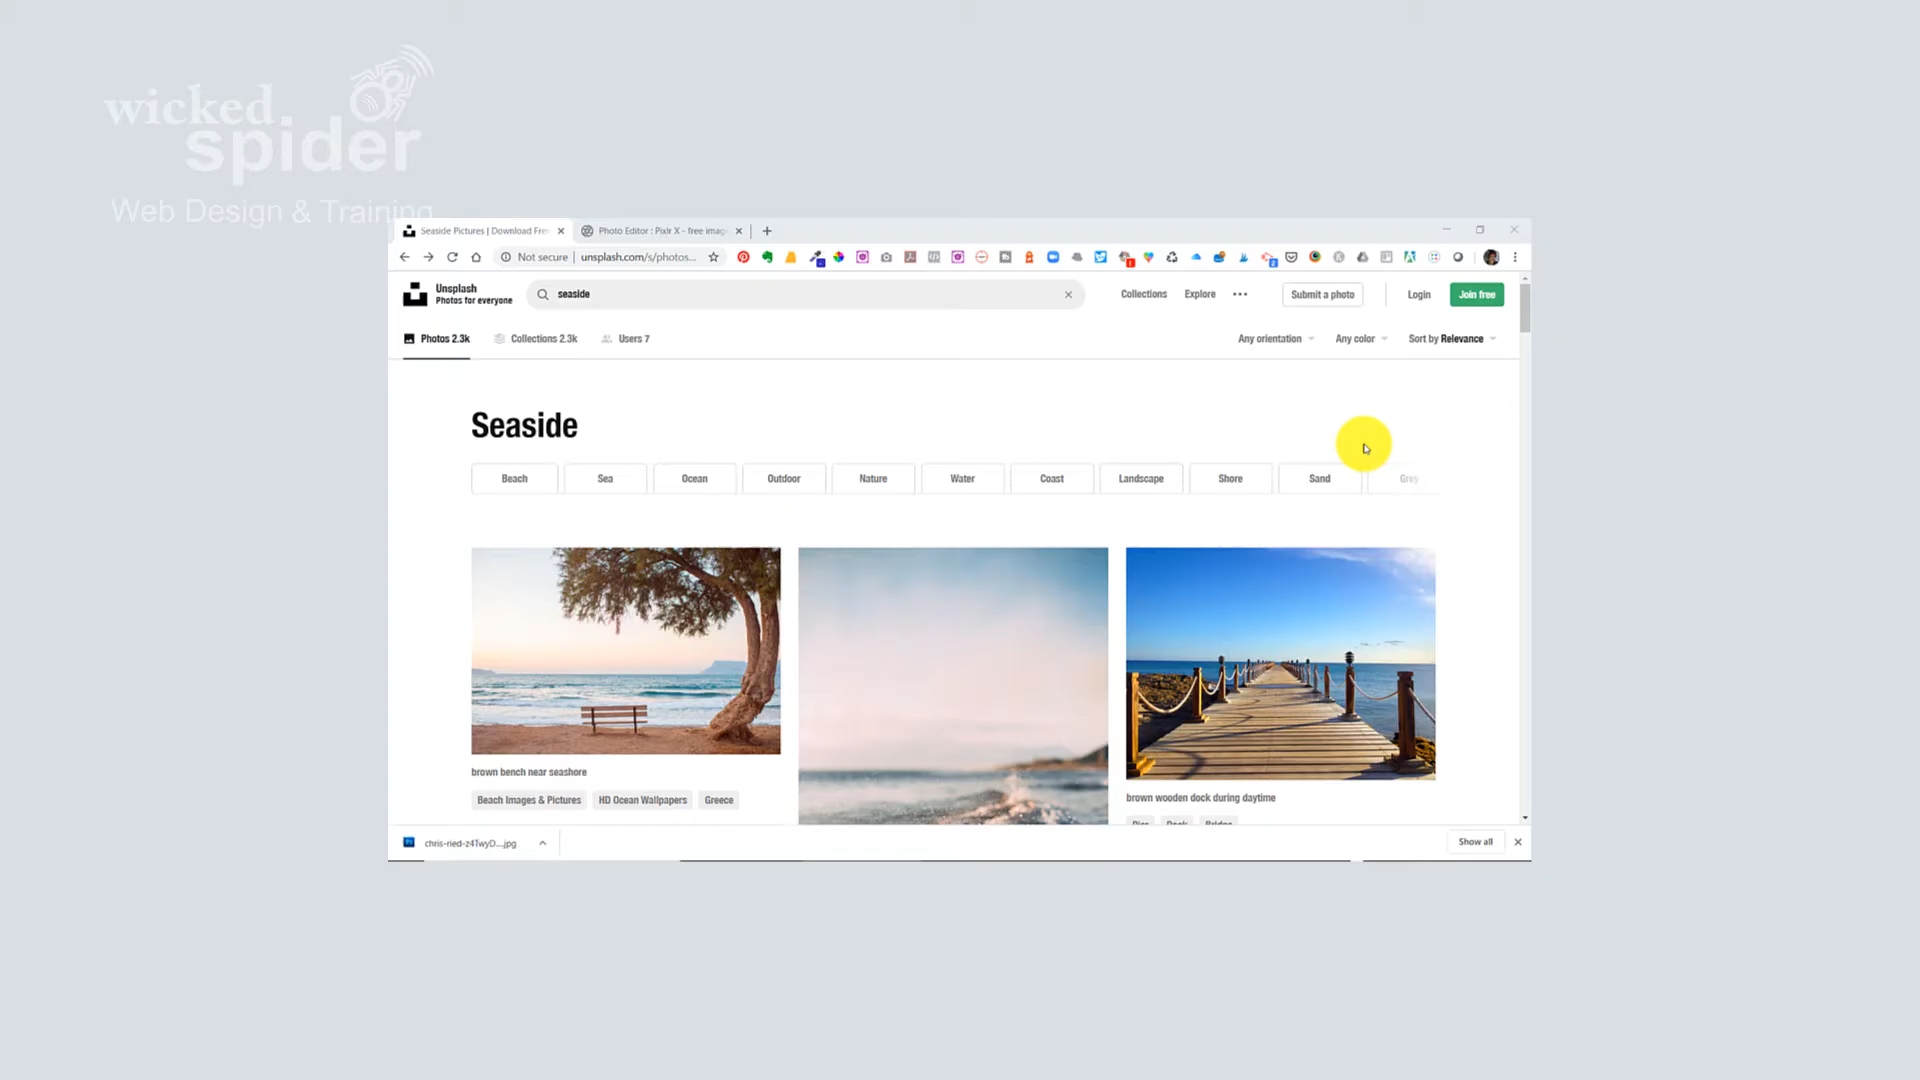 wicked
spider
Web Design & Training
Seaside Pictures | Download Fre
Photo Editor : Pixlr X - free imag
Not secure
unsplash.com/s/photos...
Unsplash
Photos for everyone
seaside
Collections
Explore
Submit a photo
Login
Join free
Photos 2.3k
Collections 2.3k
Users 7
Any orientation
Any color
Sort by Relevance
Seaside
Beach
Sea
Ocean
Outdoor
Nature
Water
Coast
Landscape
Shore
Sand
Grey
brown bench near seashore
Beach Images & Pictures
HD Ocean Wallpapers
Greece
brown wooden dock during daytime
Pier
Dock
Bridge
chris-ried-z4TwyD....jpg
Show all